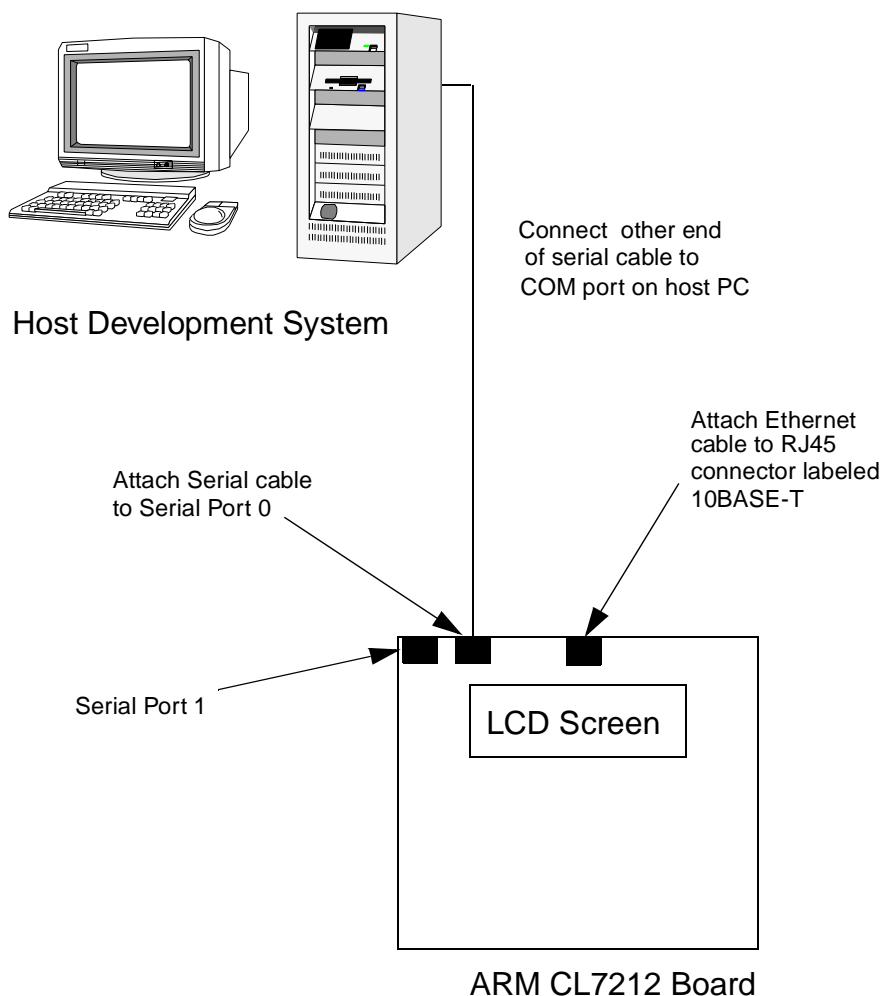 Connect other end
of serial cable to
COM port on host PC
Host Development System
Attach Ethernet
cable to RJ45
connector labeled
10BASE-T
Attach Serial cable
to Serial Port 0
Serial Port 1
LCD Screen
ARM CL7212 Board